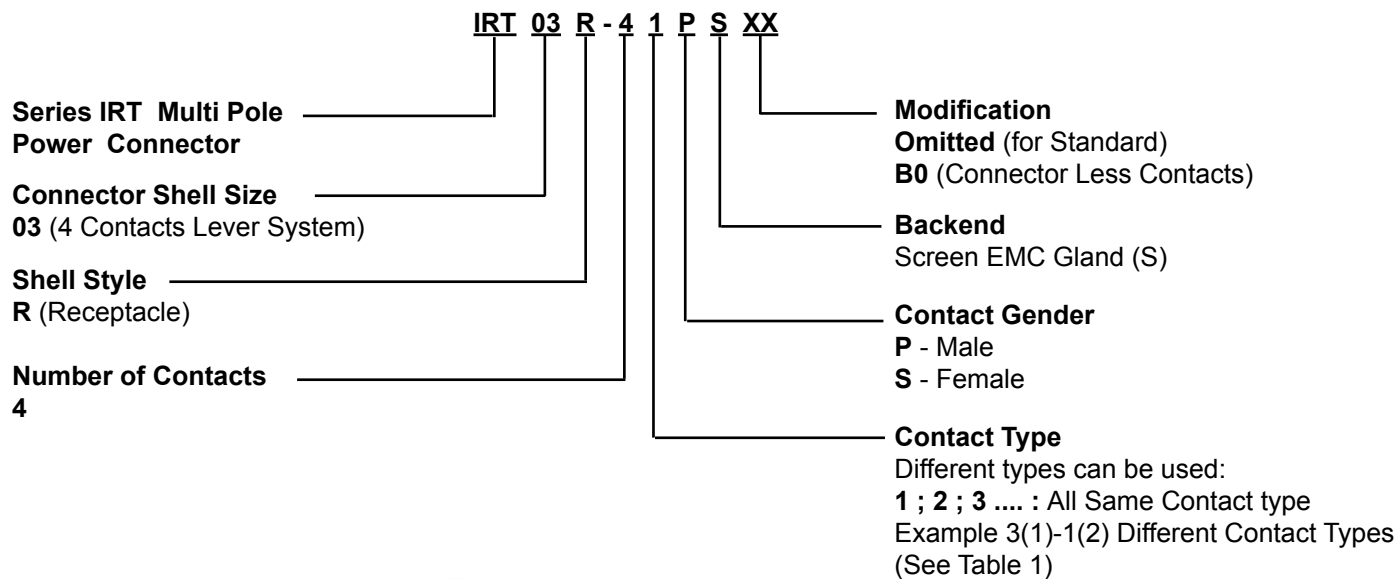 IRT 03 R - 4 1 P S XX
Series IRT Multi Pole
Power Connector
Connector Shell Size
03 (4 Contacts Lever System)
Shell Style
R (Receptacle)
Number of Contacts
4
Modification
Omitted (for Standard)
B0 (Connector Less Contacts)
Backend
Screen EMC Gland (S)
Contact Gender
P - Male
S - Female
Contact Type
Different types can be used:
1 ; 2 ; 3 .... : All Same Contact type
Example 3(1)-1(2) Different Contact Types
(See Table 1)